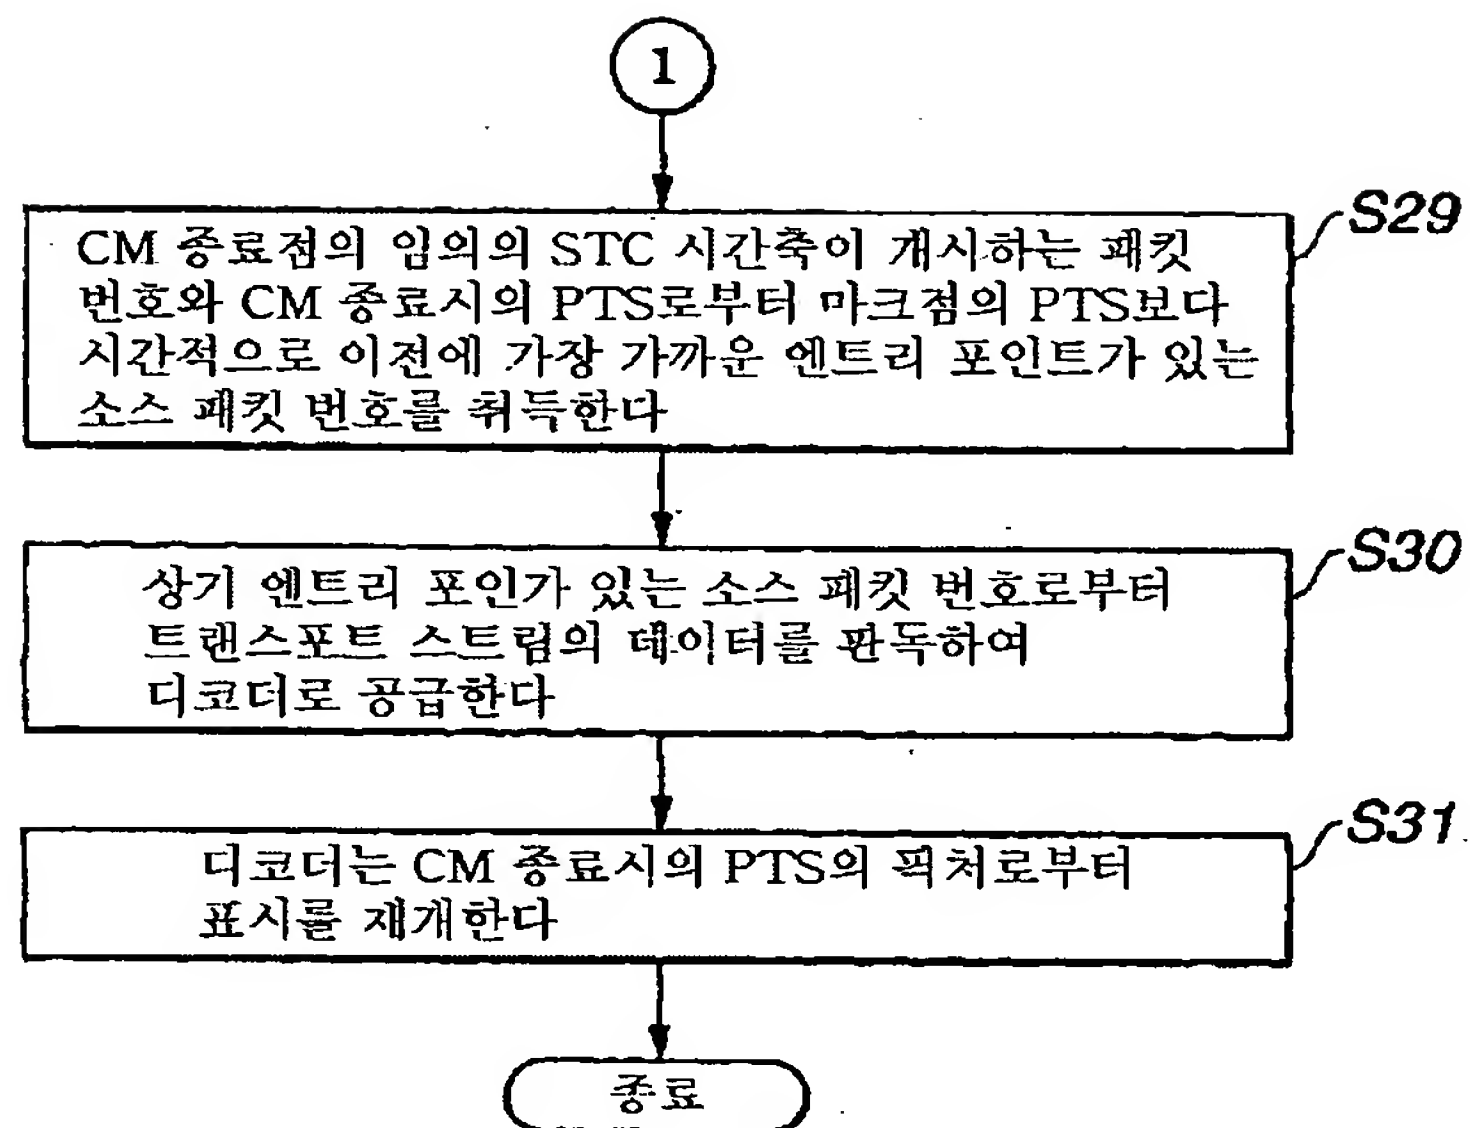 1
S29
CM 종료점의 임의의 STC 시간축이 개시하는 패킷
번호와 CM 종료시의 PTS로부터 마크점의 PTS보다
시간적으로 이전에 가장 가까운 엔트리 포인트가 있는
소스 패킷 번호를 취득한다
S30
상기 엔트리 포인가 있는 소스 패킷 번호로부터
트랜스포트 스트림의 데이터를 판독하여
디코더로 공급한다
S31
디코더는 CM 종료시의 PTS의 픽처로부터
표시를 재개한다
종료